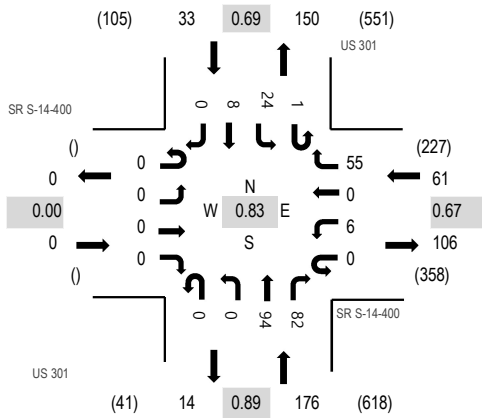 (105) 33 0.69 150 (551)
US 301
SR S-14-400
0 8 24 1
() 0 55 (227)
0 0 0 61
0.00 0 W N 0.83 E S 6 0.67
0 0 0 106
() (358)
0 0 94 82
SR S-14-400
US 301
(41) 14 0.89 176 (618)